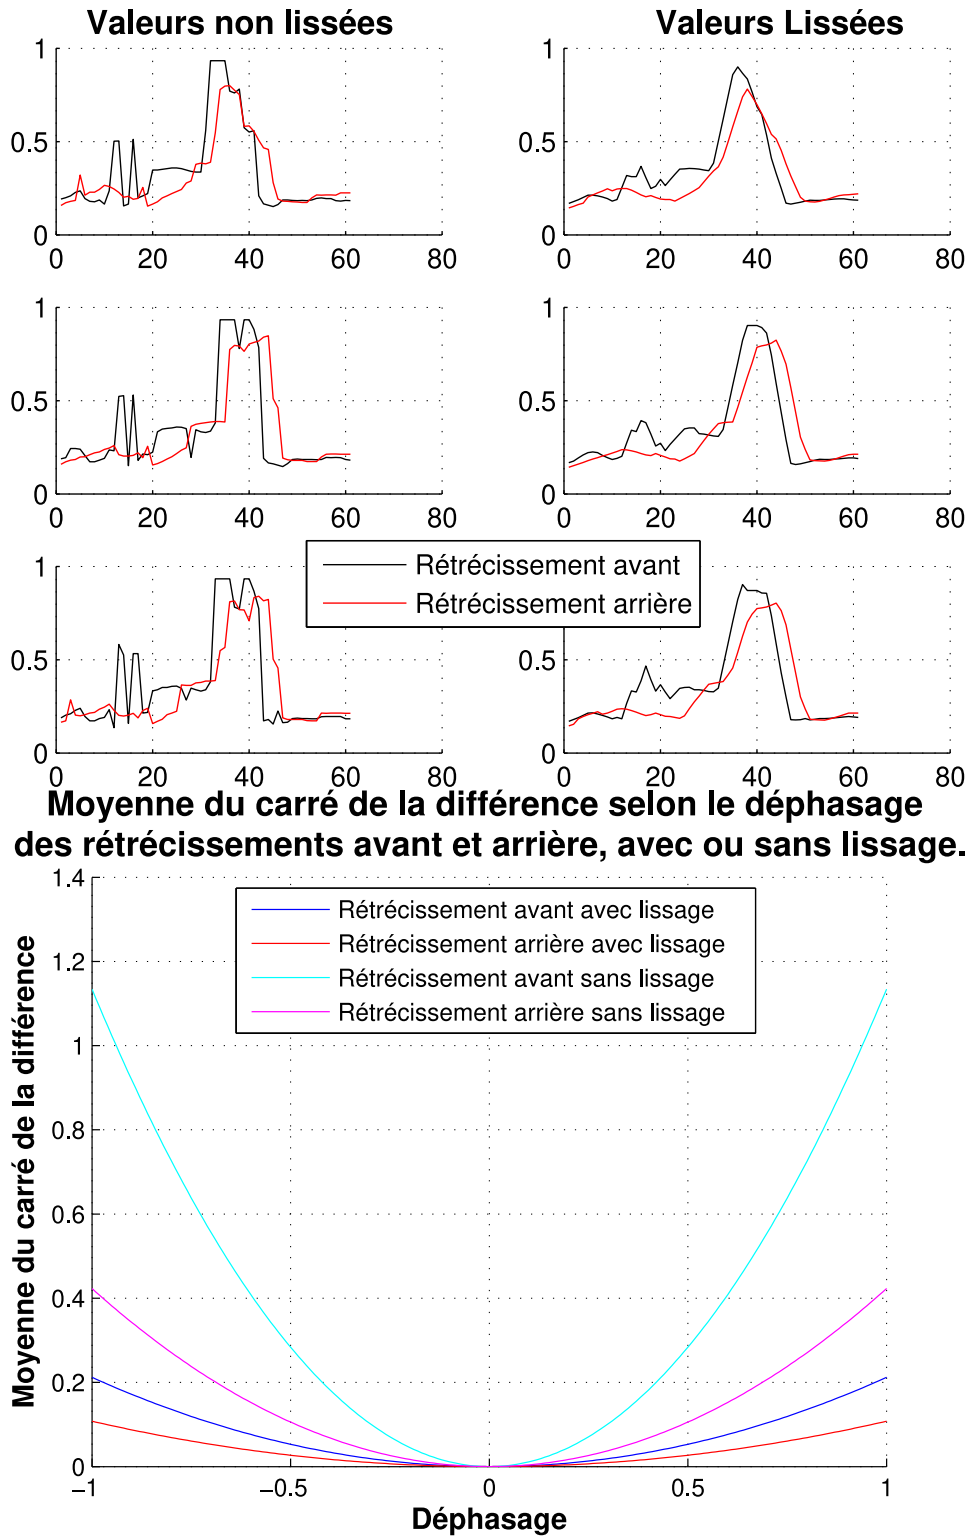 Valeurs non lissées
Valeurs Lissées
1
0.5
0
0 20 40 60 80
1
0.5
0
0 20 40 60 80
1
0.5
0
0 20 40 60 80
1
0.5
0
0 20 40 60 80
1
0.5
0
0 20 40 60 80
1
0.5
0
0 20 40 60 80
Rétrécissement avant
Rétrécissement arrière
Moyenne du carré de la différence selon le déphasage
des rétrécissements avant et arrière, avec ou sans lissage.
1.4
1.2
1
0.8
0.6
0.4
0.2
0
Moyenne du carré de la différence
Rétrécissement avant avec lissage
Rétrécissement arrière avec lissage
Rétrécissement avant sans lissage
Rétrécissement arrière sans lissage
−1 −0.5 0 0.5 1
Déphasage